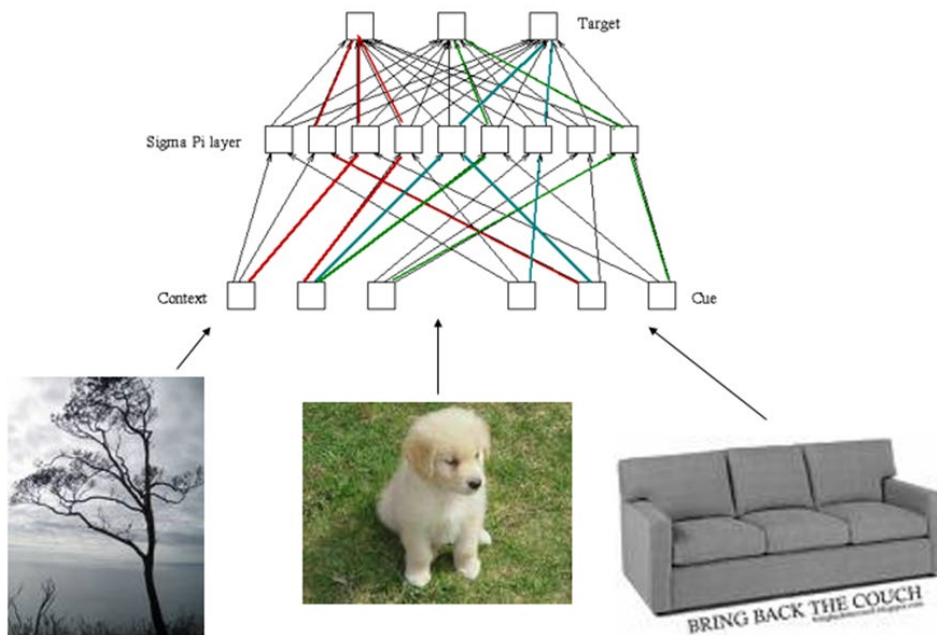 Target
Sigma Pi layer
Context
Cue
BRING BACK THE COUCH